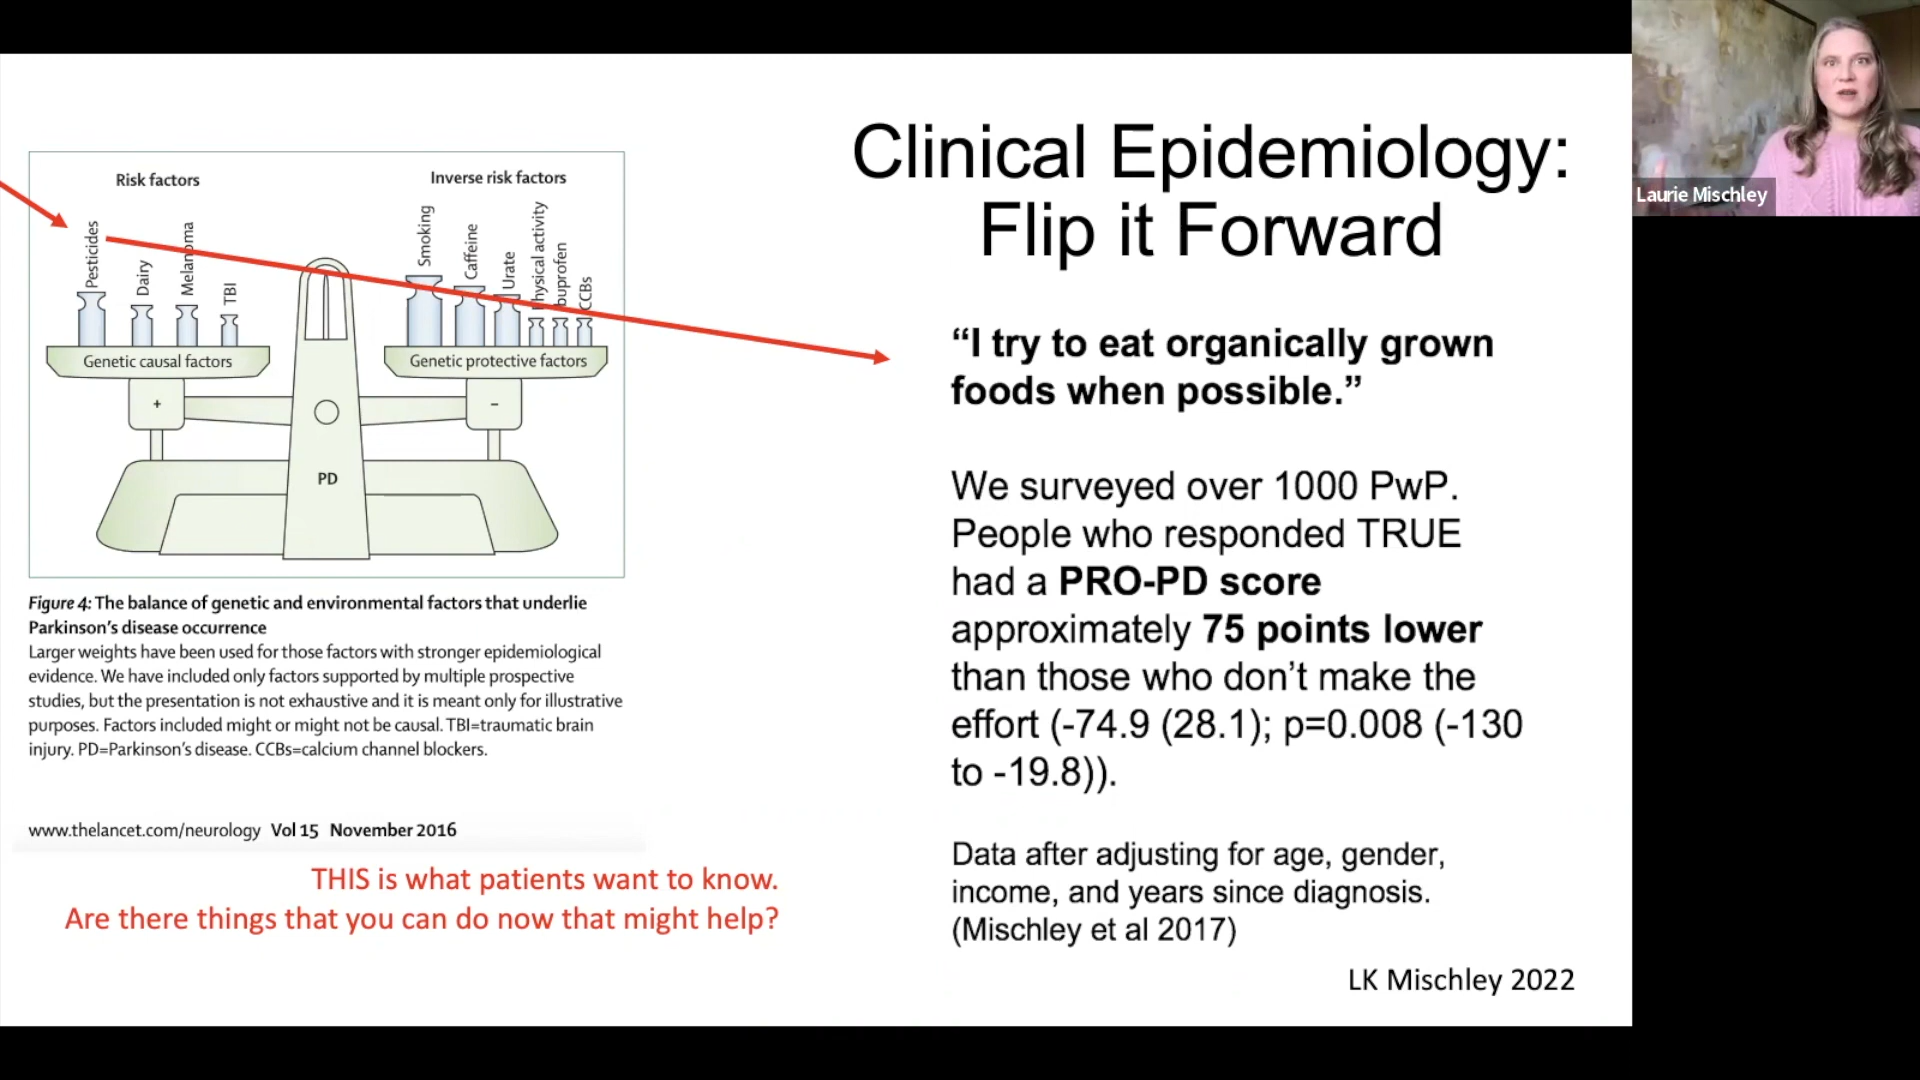 Clinical Epidemiology:
Flip it Forward
Laurie Mischley
Risk factors
Inverse risk factors
Pesticides
Dairy
Melanoma
TBI
Smoking
Caffeine
Urate
Physical activity
Ibuprofen
CCBs
Genetic causal factors
Genetic protective factors
+
–
PD
Figure 4: The balance of genetic and environmental factors that underlie
Parkinson's disease occurrence
Larger weights have been used for those factors with stronger epidemiological
evidence. We have included only factors supported by multiple prospective
studies, but the presentation is not exhaustive and it is meant only for illustrative
purposes. Factors included might or might not be causal. TBI=traumatic brain
injury. PD=Parkinson's disease. CCBs=calcium channel blockers.
www.thelancet.com/neurology Vol 15 November 2016
THIS is what patients want to know.
Are there things that you can do now that might help?
“I try to eat organically grown
foods when possible.”
We surveyed over 1000 PwP.
People who responded TRUE
had a PRO-PD score
approximately 75 points lower
than those who don’t make the
effort (-74.9 (28.1); p=0.008 (-130
to -19.8)).
Data after adjusting for age, gender,
income, and years since diagnosis.
(Mischley et al 2017)
LK Mischley 2022